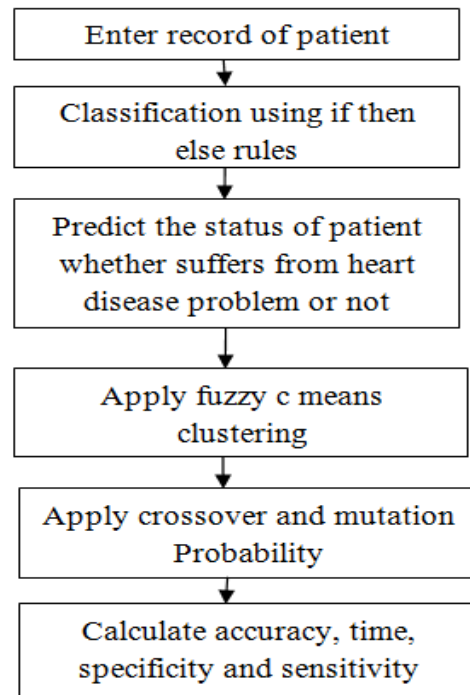 Enter record of patient
Classification using if then
else rules
Predict the status of patient
whether suffers from heart
disease problem or not
Apply fuzzy c means
clustering
Apply crossover and mutation
Probability
Calculate accuracy, time,
specificity and sensitivity